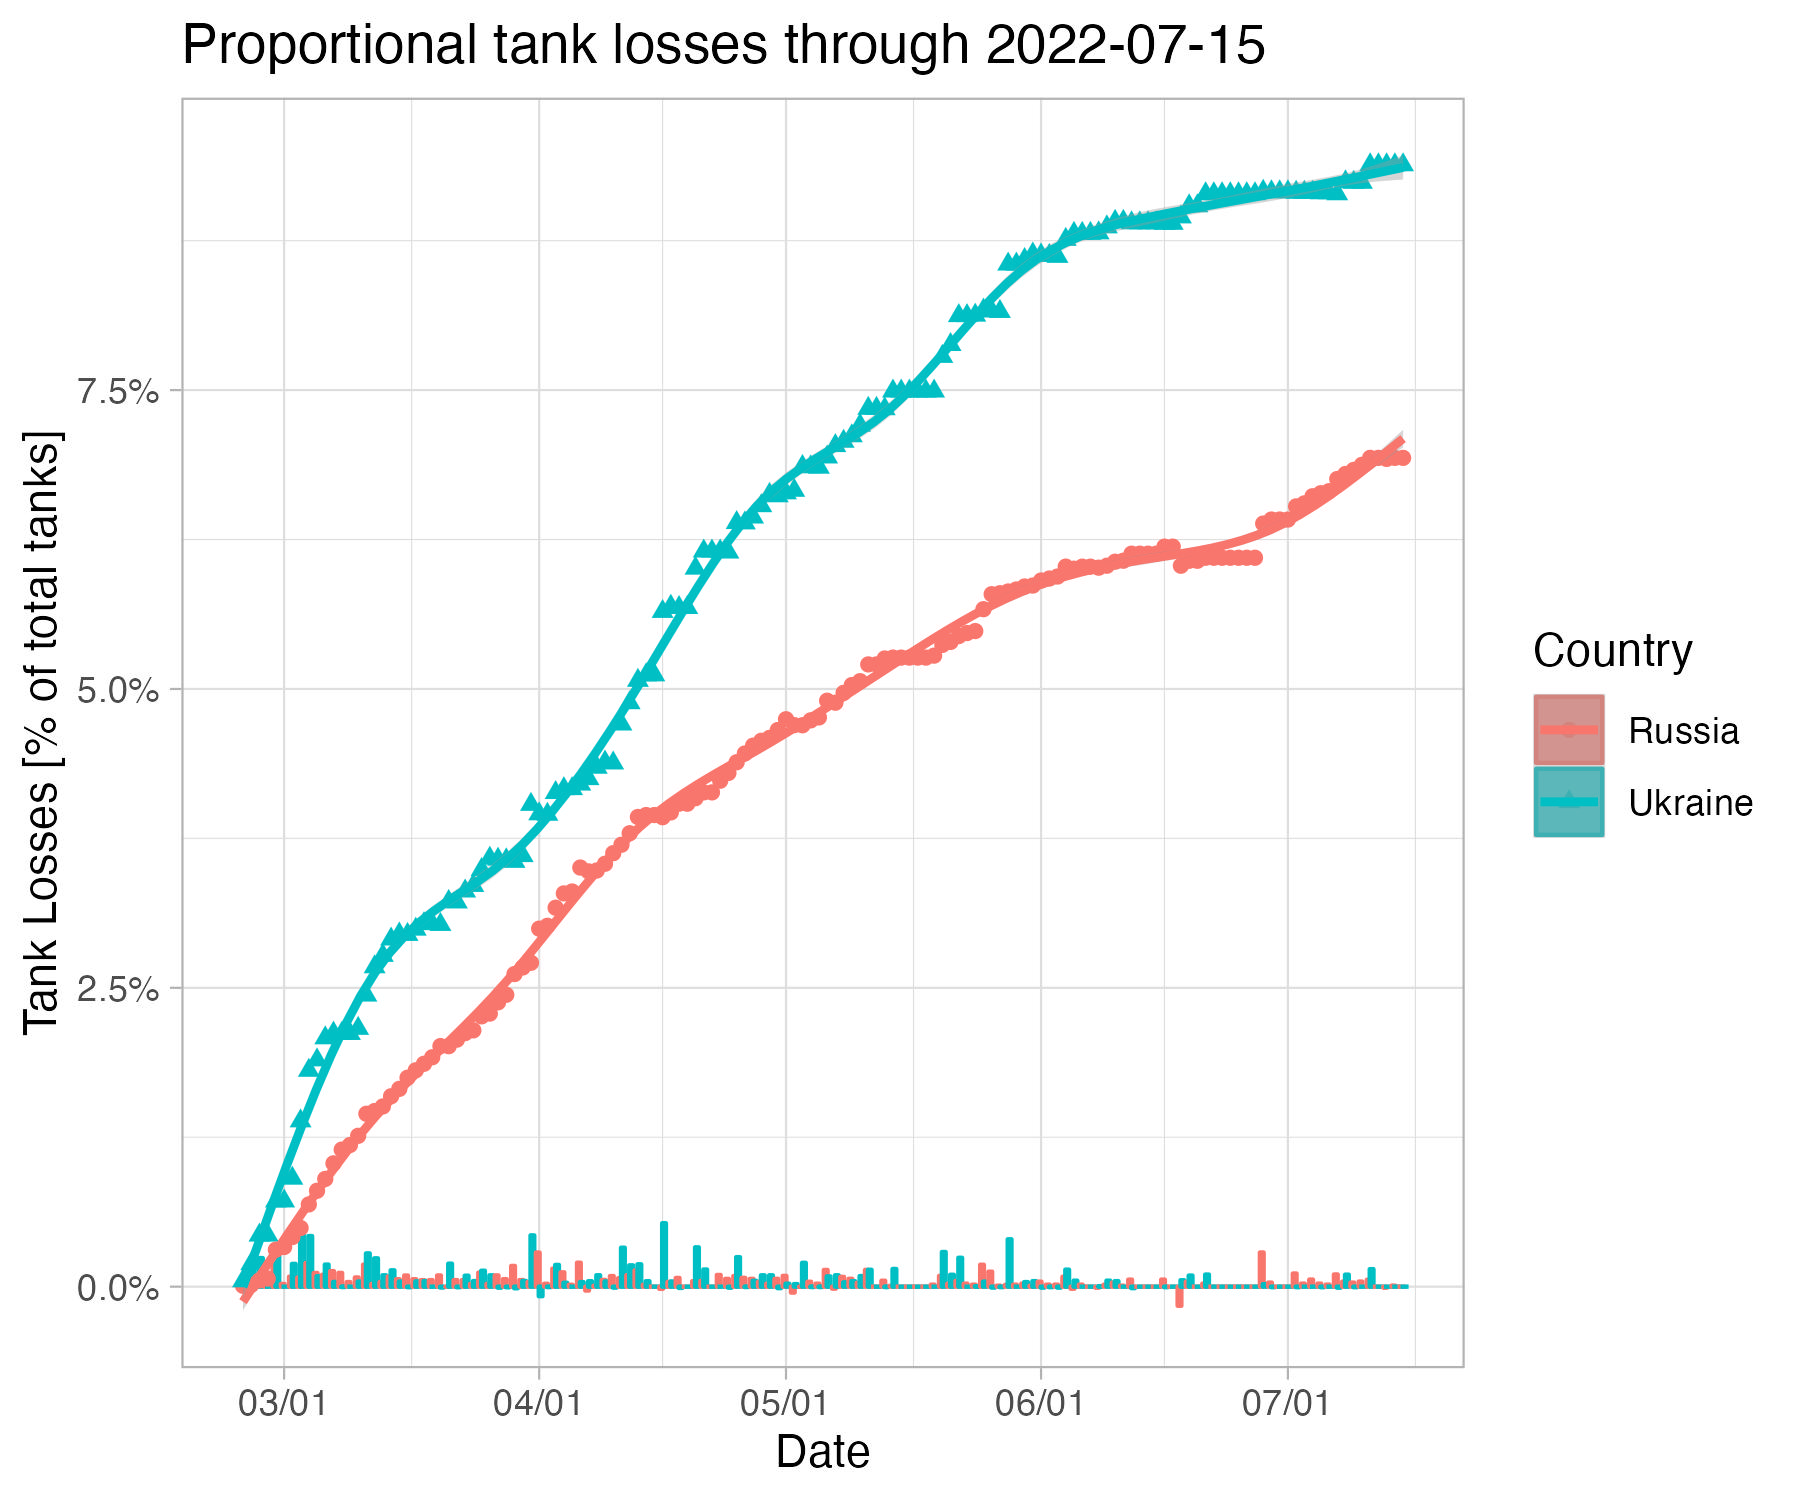 Proportional tank losses through 2022-07-15
Tank Losses [% of total tanks]
7.5%
5.0%
2.5%
0.0%
03/01
04/01
05/01
06/01
07/01
Date
Country
Russia
Ukraine